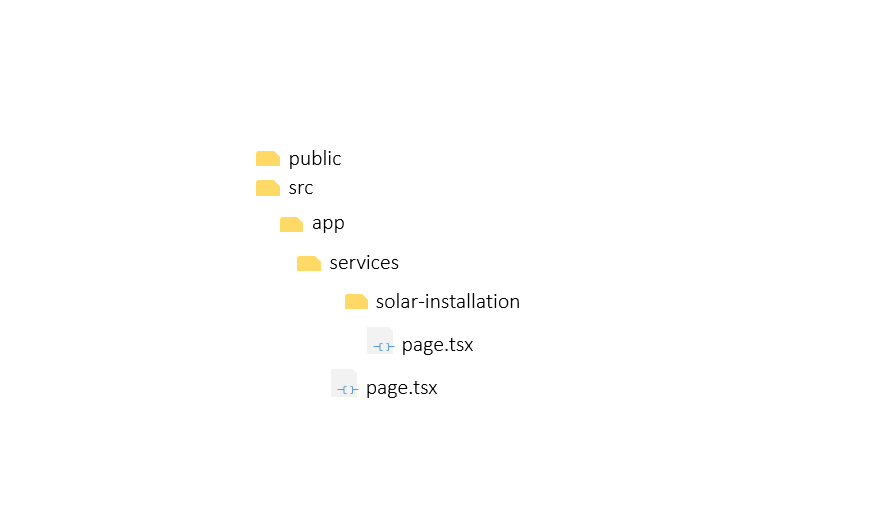 public
src
app
services
solar-installation
page.tsx
page.tsx